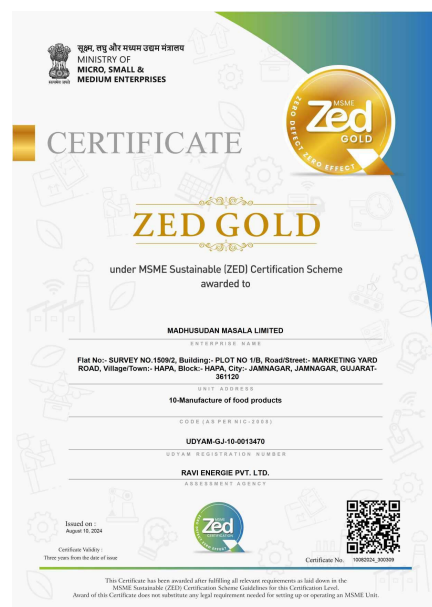 सूक्ष्म, लघु और मध्यम उद्यम मंत्रालय
MINISTRY OF
MICRO, SMALL &
MEDIUM ENTERPRISES
MSME
Zed
GOLD
ZERO DEFECT ZERO EFFECT
CERTIFICATE
ZED GOLD
under MSME Sustainable (ZED) Certification Scheme
awarded to
MADHUSUDAN MASALA LIMITED
ENTERPRISE NAME
Flat No:- SURVEY NO.1509/2, Building:- PLOT NO 1/B, Road/Street:- MARKETING YARD
ROAD, Village/Town:- HAPA, Block:- HAPA, City:- JAMNAGAR, JAMNAGAR, GUJARAT-
361120
UNIT ADDRESS
10-Manufacture of food products
CODE (AS PER NIC-2008)
UDYAM-GJ-10-0013470
UDYAM REGISTRATION NUMBER
RAVI ENERGIE PVT. LTD.
ASSESSMENT AGENCY
Issued on :
August 10, 2024
Certificate Validity :
Three years from the date of issue
Zed
CERTIFICATION
Certificate No. 10082024_300309
This Certificate has been awarded after fulfilling all relevant requirements as laid down in the
MSME Sustainable (ZED) Certification Scheme Guidelines for this Certification Level.
Award of this Certificate does not substitute any legal requirement needed for setting up or operating an MSME Unit.